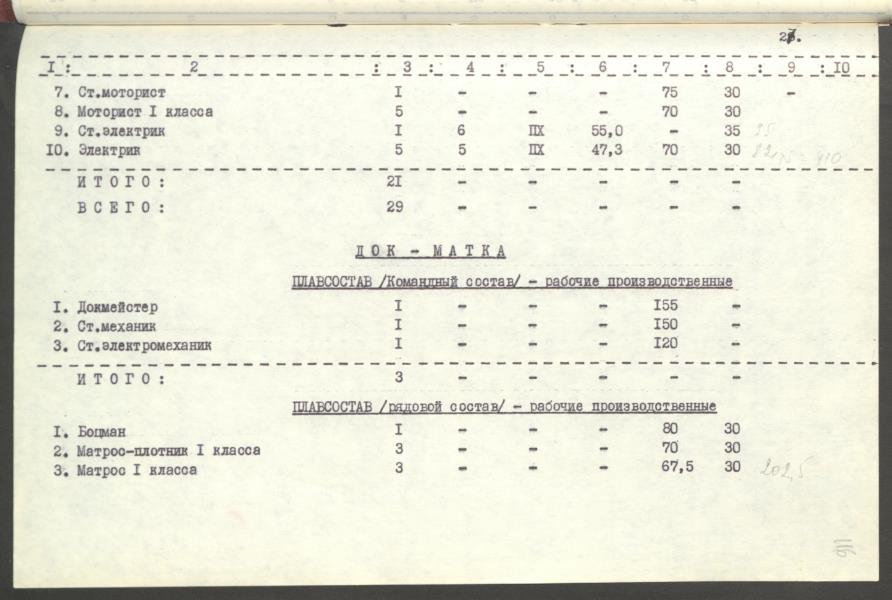 27.
I : 2 : 3 : 4 : 5 : 6 : 7 : 8 : 9 : IO
7. Ст.моторист I - - - 75 30 -
8. Моторист I класса 5 - - - 70 30
9. Ст.электрик I 6 ПХ 55,0 - 35
IO. Электрик 5 5 ПХ 47,3 70 30
ИТОГО: 2I - - - - -
ВСЕГО: 29 - - - - -
ДОК - МАТКА
ПЛАВСОСТАВ /Командный состав/ - рабочие производственные
I. Докмейстер I - - - I55 -
2. Ст.механик I - - - I50 -
3. Ст.электромеханик I - - - I20 -
ИТОГО: 3 - - - - -
ПЛАВСОСТАВ /рядовой состав/ - рабочие производственные
I. Боцман I - - - 80 30
2. Матрос-плотник I класса 3 - - - 70 30
3. Матрос I класса 3 - - - 67,5 30 202,5